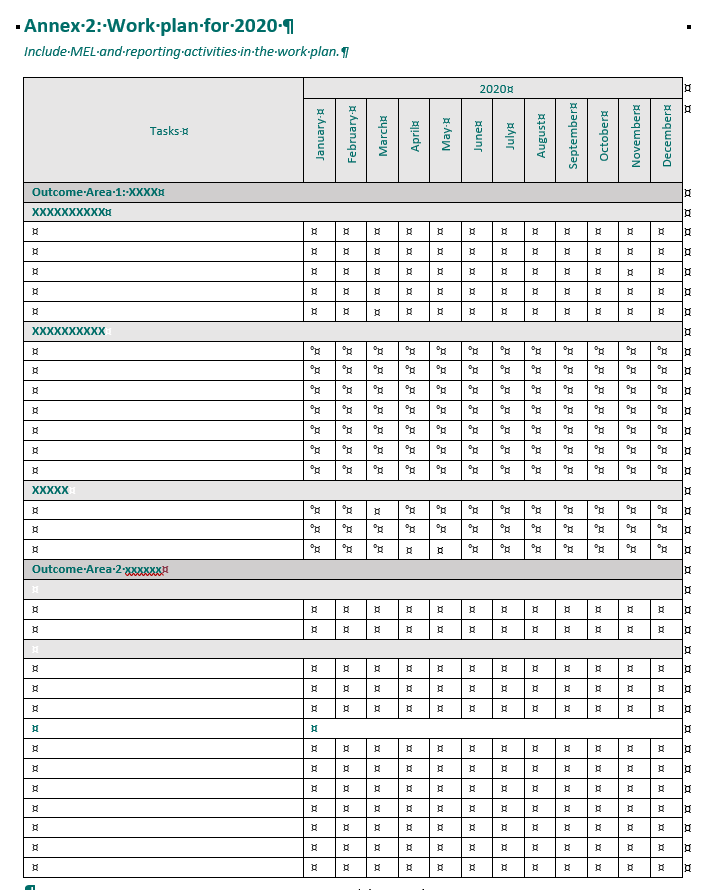 Annex 2: Work plan for 2020 ¶
Include MEL and reporting activities in the work plan. ¶
Tasks
2020
January
February
March
April
May
June
July
August
September
October
November
December
Outcome Area 1: XXXX
XXXXXXXXXX
XXXXXXXXXX
XXXXX
Outcome Area 2 xxxxxx